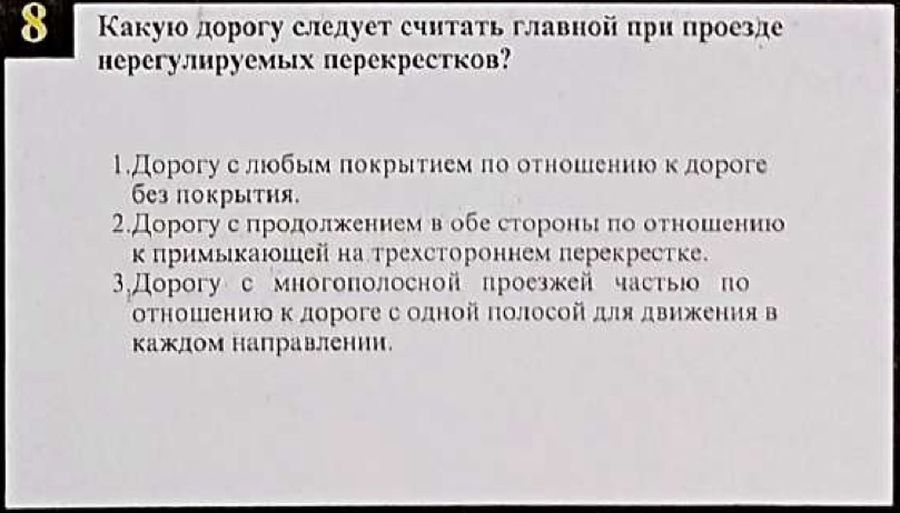 8
Какую дорогу следует считать главной при проезде
нерегулируемых перекрестков?
1.Дорогу с любым покрытием по отношению к дороге
без покрытия.
2.Дорогу с продолжением в обе стороны по отношению
к примыкающей на трехстороннем перекрестке.
3.Дорогу с многополосной проезжей частью по
отношению к дороге с одной полосой для движения в
каждом направлении.